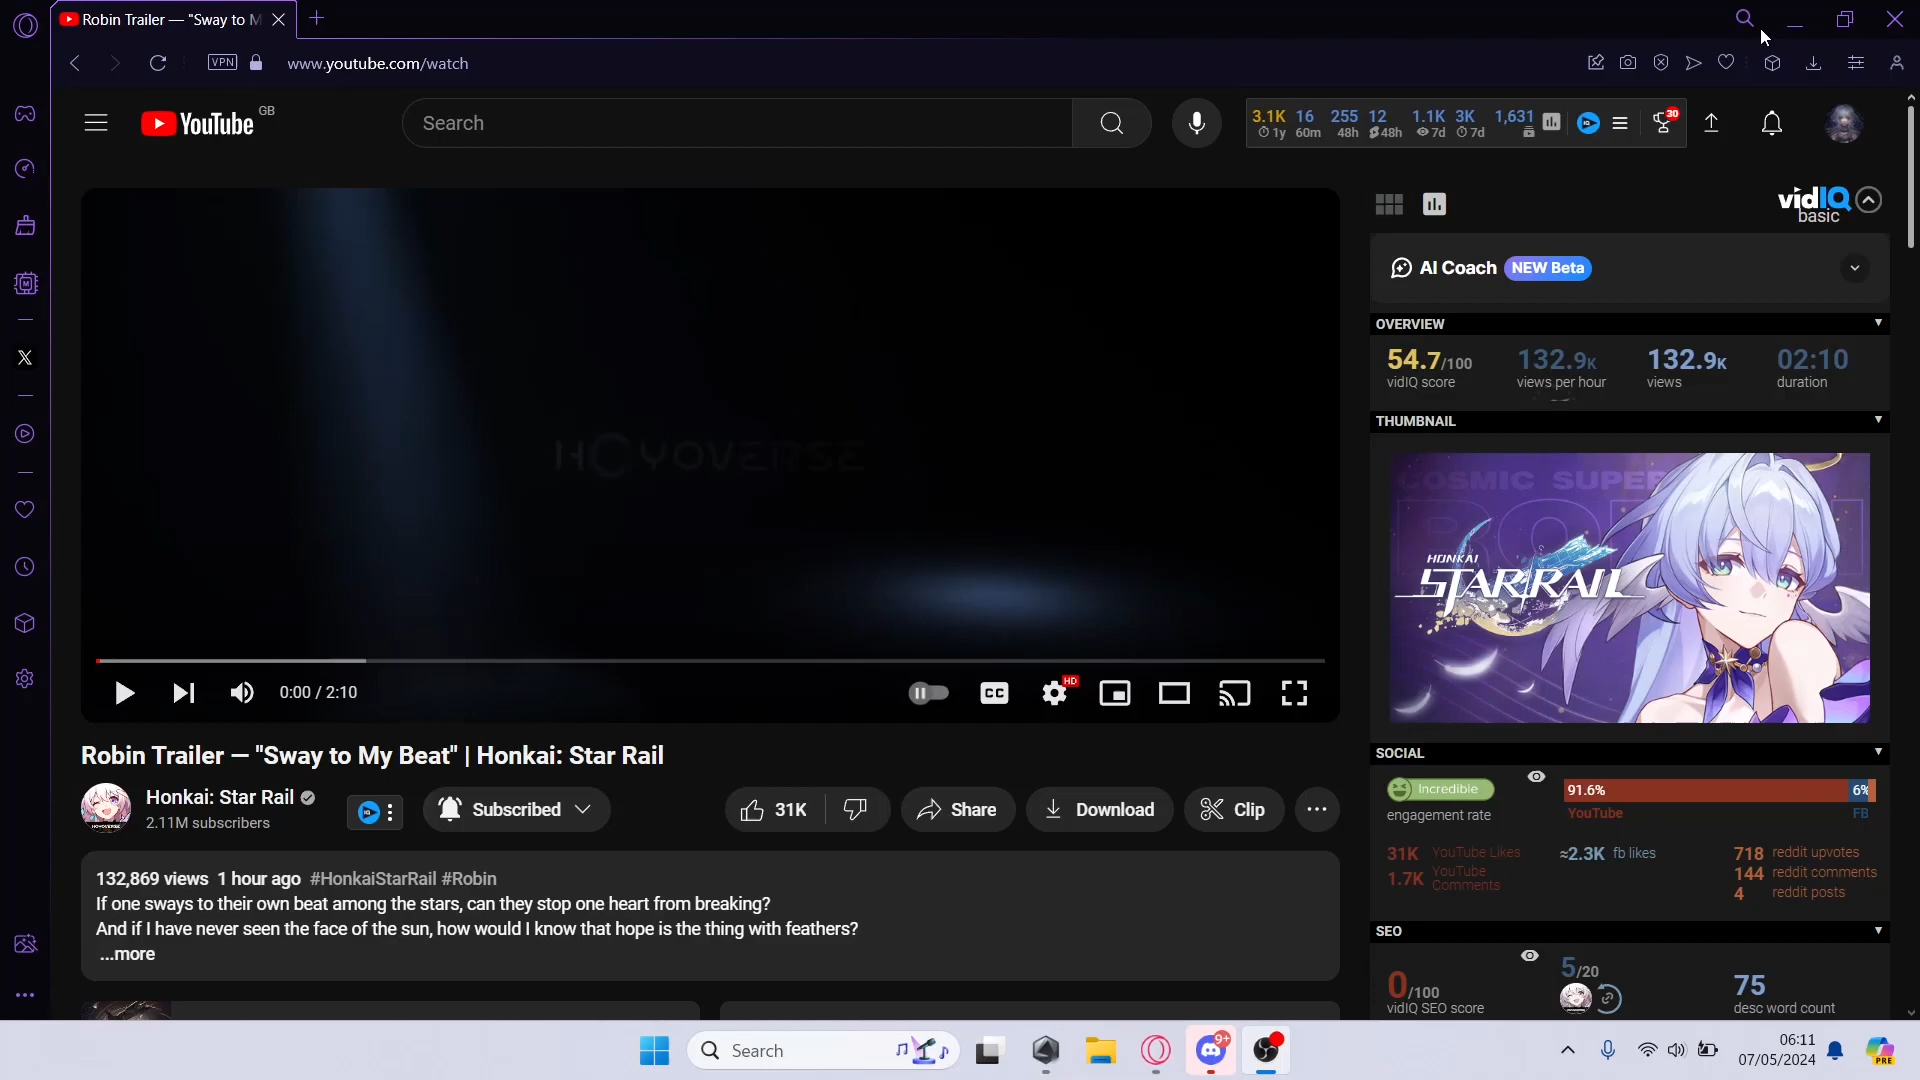 Robin Trailer — "Sway to M
VPN
www.youtube.com/watch
YouTube GB
Search
3.1K 16 255 12 1.1K 3K 1,631
1y 60m 48h 48h 7d 7d
30
vidIQ
basic
AI Coach NEW Beta
OVERVIEW
54.7/100 132.9K 132.9K 02:10
vidIQ score views per hour views duration
THUMBNAIL
COSMIC SUPER
HONKAI
STAR RAIL
HOYOVERSE
0:00 / 2:10
CC
HD
Robin Trailer — "Sway to My Beat" | Honkai: Star Rail
Honkai: Star Rail
2.11M subscribers
Subscribed
31K
Share
Download
Clip
132,869 views 1 hour ago #HonkaiStarRail #Robin
If one sways to their own beat among the stars, can they stop one heart from breaking?
And if I have never seen the face of the sun, how would I know that hope is the thing with feathers?
...more
SOCIAL
Incredible
engagement rate
91.6% 6%
YouTube FB
31K YouTube Likes
1.7K YouTube Comments
≈2.3K fb likes
718 reddit upvotes
144 reddit comments
4 reddit posts
SEO
0/100
vidIQ SEO score
5/20
75
desc word count
Search
9+
06:11
07/05/2024
PRE